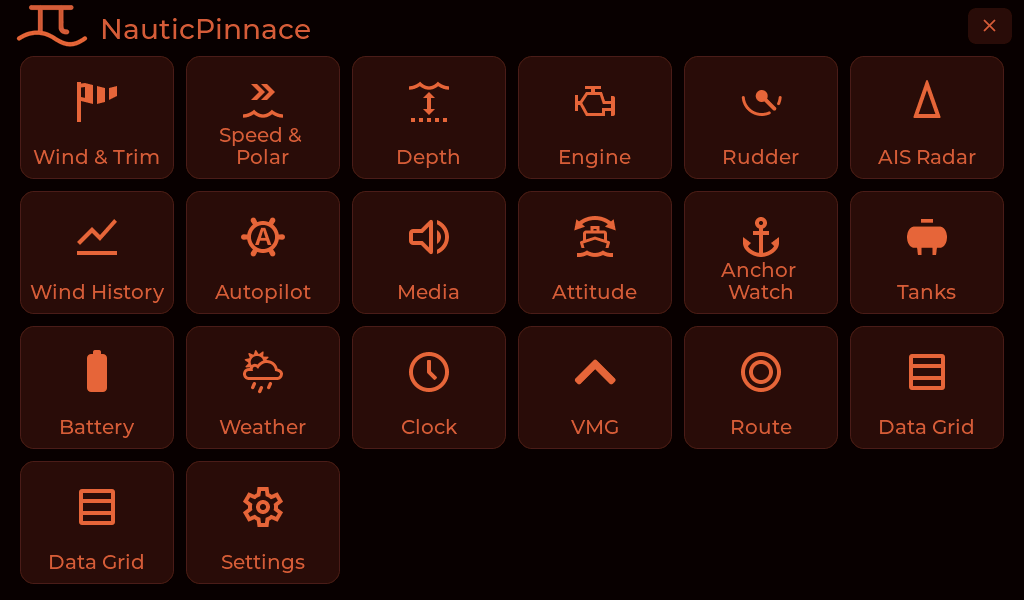 NauticPinnace
Wind & Trim
Speed &
Polar
Depth
Engine
Rudder
AIS Radar
Wind History
A
Autopilot
Media
Attitude
Anchor
Watch
Tanks
Battery
Weather
Clock
VMG
Route
Data Grid
Data Grid
Settings